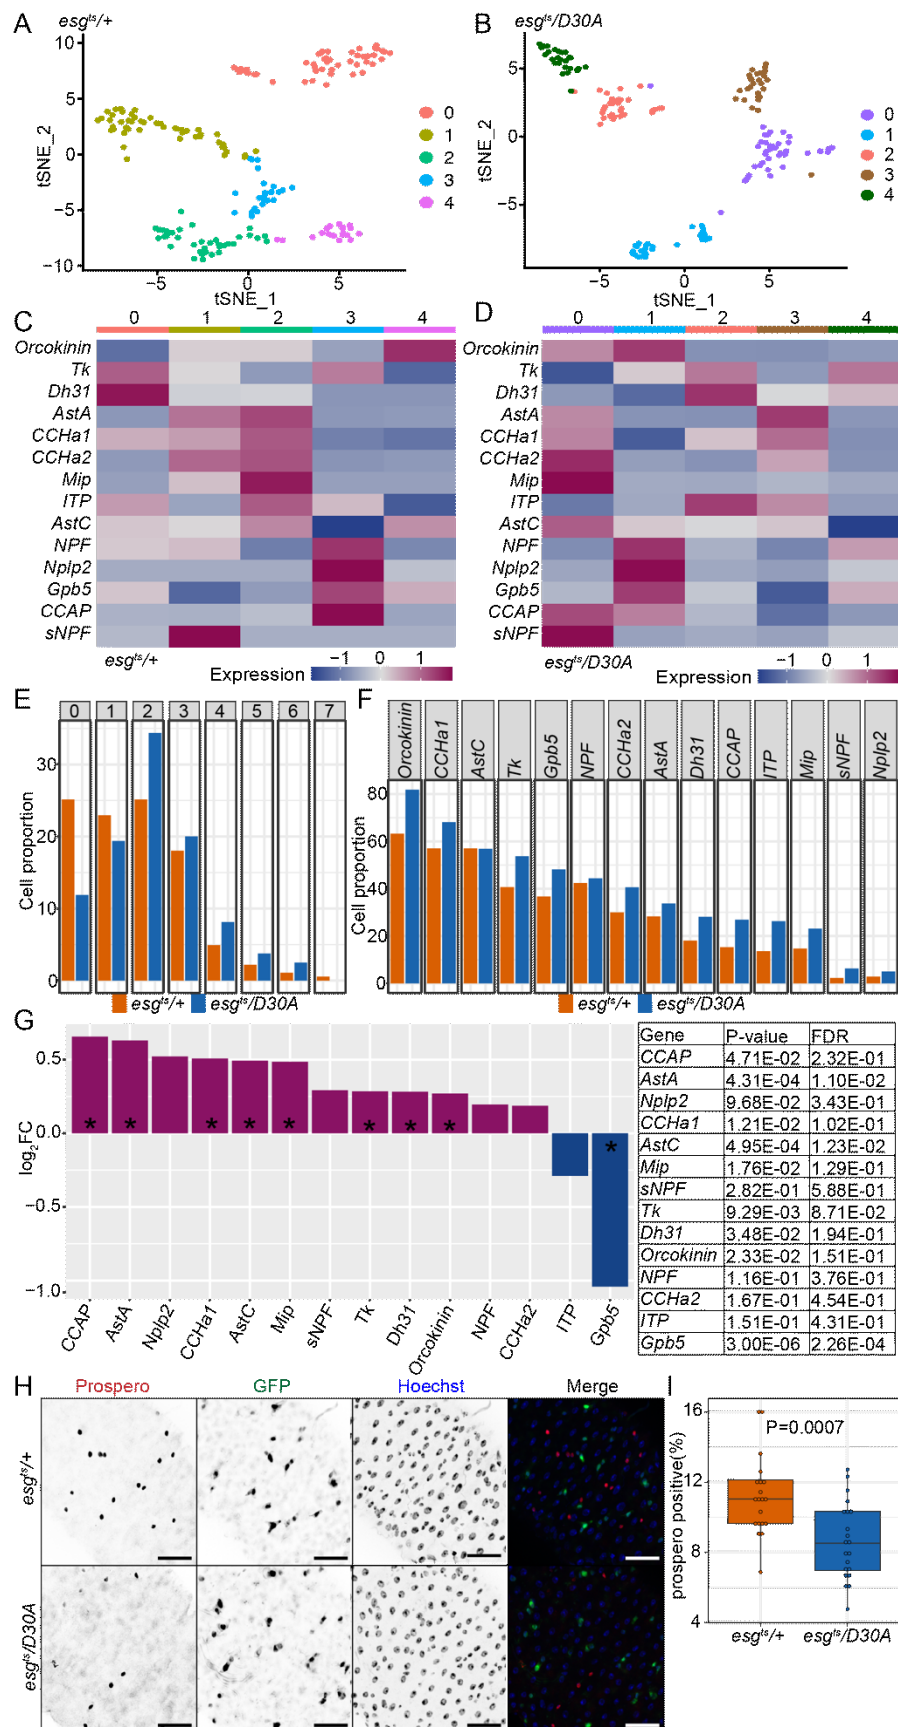 A
esgts/+
10
5
0
−5
−10
−5
0
5
tSNE_2
tSNE_1
0
1
2
3
4
B
esgts/D30A
5
0
−5
−5
0
5
10
tSNE_2
tSNE_1
0
1
2
3
4
C
0 1 2 3 4
Orcokinin
Tk
Dh31
AstA
CCHa1
CCHa2
Mip
ITP
AstC
NPF
Nplp2
Gpb5
CCAP
sNPF
esgts/+
Expression
−1 0 1
D
0 1 2 3 4
Orcokinin
Tk
Dh31
AstA
CCHa1
CCHa2
Mip
ITP
AstC
NPF
Nplp2
Gpb5
CCAP
sNPF
esgts/D30A
Expression
−1 0 1
E
0 1 2 3 4 5 6 7
30
20
10
0
Cell proportion
esgts/+ esgts/D30A
F
Orcokinin CCHa1 AstC Tk Gpb5 NPF CCHa2 AstA Dh31 CCAP ITP Mip sNPF Nplp2
80
60
40
20
0
Cell proportion
esgts/+ esgts/D30A
G
0.5
0.0
−0.5
−1.0
log2FC
* * * * * * * * *
CCAP AstA Nplp2 CCHa1 AstC Mip sNPF Tk Dh31 Orcokinin NPF CCHa2 ITP Gpb5
Gene P-value FDR
CCAP 4.71E-02 2.32E-01
AstA 4.31E-04 1.10E-02
Nplp2 9.68E-02 3.43E-01
CCHa1 1.21E-02 1.02E-01
AstC 4.95E-04 1.23E-02
Mip 1.76E-02 1.29E-01
sNPF 2.82E-01 5.88E-01
Tk 9.29E-03 8.71E-02
Dh31 3.48E-02 1.94E-01
Orcokinin 2.33E-02 1.51E-01
NPF 1.16E-01 3.76E-01
CCHa2 1.67E-01 4.54E-01
ITP 1.51E-01 4.31E-01
Gpb5 3.00E-06 2.26E-04
H
Prospero GFP Hoechst Merge
esgts/+
esgts/D30A
I
16
12
8
4
prospero positive(%)
P=0.0007
esgts/+ esgts/D30A